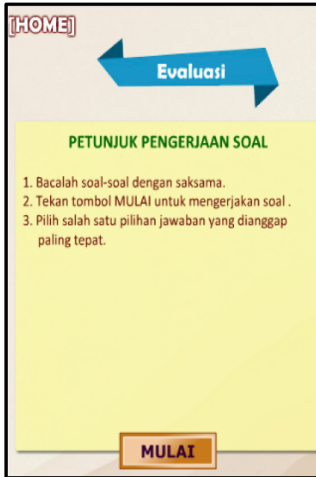 [HOME]
Evaluasi
PETUNJUK PENGERJAAN SOAL
1. Bacalah soal-soal dengan saksama.
2. Tekan tombol MULAI untuk mengerjakan soal .
3. Pilih salah satu pilihan jawaban yang dianggap
paling tepat.
MULAI